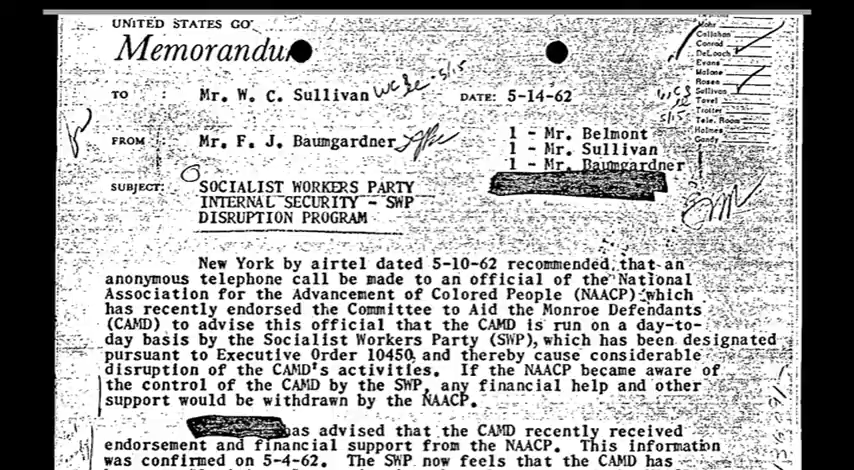 UNITED STATES GO
Memorandu
Mohr
Callahan
Conrad
DeLoach
Evans
Malone
Rosen
Sullivan
Tavel
Trotter
Tele. Room
Holmes
Gandy
TO : Mr. W. C. Sullivan
DATE: 5-14-62
FROM : Mr. F. J. Baumgardner
1 - Mr. Belmont
1 - Mr. Sullivan
1 - Mr. Baumgardner
SUBJECT: SOCIALIST WORKERS PARTY
INTERNAL SECURITY - SWP
DISRUPTION PROGRAM
New York by airtel dated 5-10-62 recommended that an
anonymous telephone call be made to an official of the National
Association for the Advancement of Colored People (NAACP) which
has recently endorsed the Committee to Aid the Monroe Defendants
(CAMD) to advise this official that the CAMD is run on a day-to-
day basis by the Socialist Workers Party (SWP), which has been designated
pursuant to Executive Order 10450, and thereby cause considerable
disruption of the CAMD's activities. If the NAACP became aware of
the control of the CAMD by the SWP, any financial help and other
support would be withdrawn by the NAACP.
has advised that the CAMD recently received
endorsement and financial support from the NAACP. This information
was confirmed on 5-4-62. The SWP now feels that the CAMD has